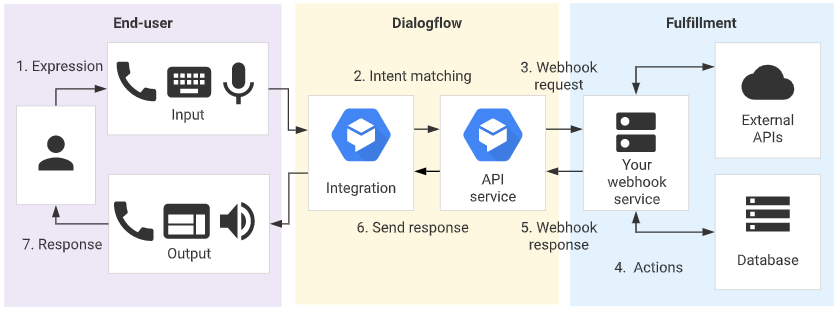 End-user
Dialogflow
Fulfillment
1. Expression
Input
2. Intent matching
3. Webhook
request
External
APIs
Integration
API
service
Your
webhook
service
7. Response
Output
6. Send response
5. Webhook
response
4. Actions
Database